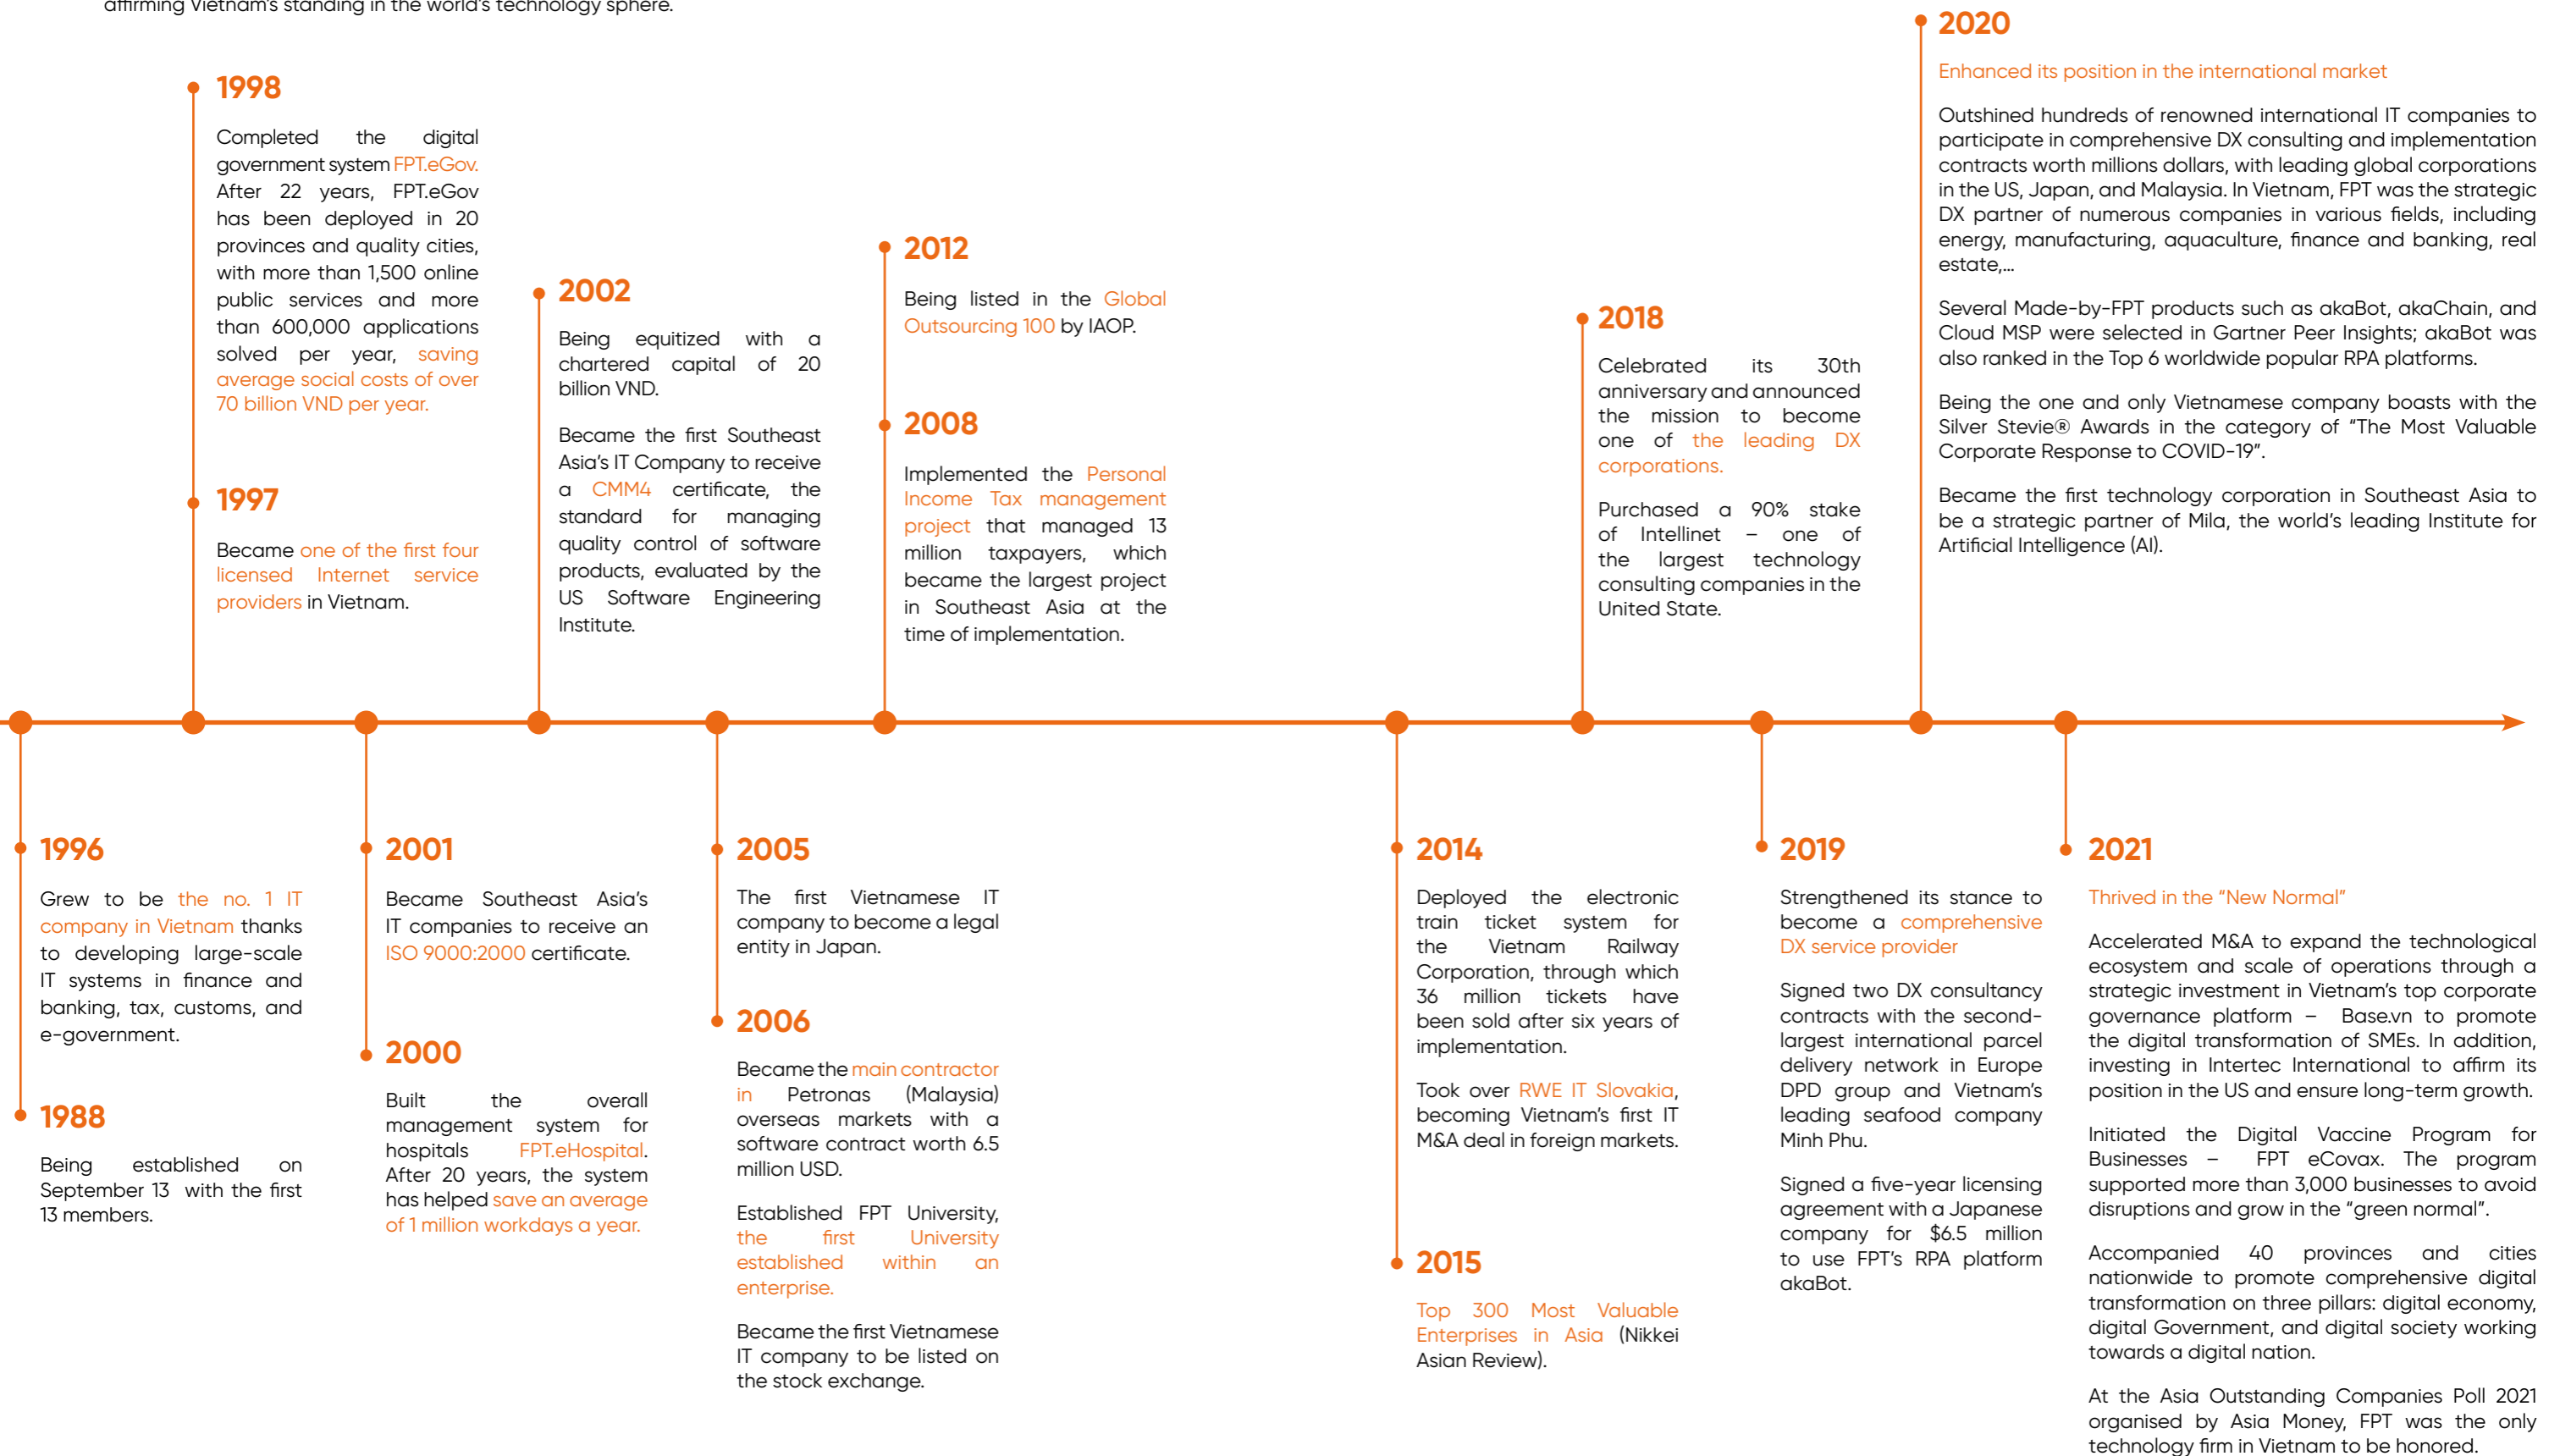 affirming Vietnam's standing in the world's technology sphere.
1998
Completed the digital
government system FPT.eGov.
After 22 years, FPT.eGov
has been deployed in 20
provinces and quality cities,
with more than 1,500 online
public services and more
than 600,000 applications
solved per year, saving
average social costs of over
70 billion VND per year.
1997
Became one of the first four
licensed Internet service
providers in Vietnam.
2002
Being equitized with a
chartered capital of 20
billion VND.
Became the first Southeast
Asia's IT Company to receive
a CMM4 certificate, the
standard for managing
quality control of software
products, evaluated by the
US Software Engineering
Institute.
2012
Being listed in the Global
Outsourcing 100 by IAOP.
2008
Implemented the Personal
Income Tax management
project that managed 13
million taxpayers, which
became the largest project
in Southeast Asia at the
time of implementation.
2018
Celebrated its 30th
anniversary and announced
the mission to become
one of the leading DX
corporations.
Purchased a 90% stake
of Intellinet – one of
the largest technology
consulting companies in the
United State.
2020
Enhanced its position in the international market
Outshined hundreds of renowned international IT companies to
participate in comprehensive DX consulting and implementation
contracts worth millions dollars, with leading global corporations
in the US, Japan, and Malaysia. In Vietnam, FPT was the strategic
DX partner of numerous companies in various fields, including
energy, manufacturing, aquaculture, finance and banking, real
estate,...
Several Made-by-FPT products such as akaBot, akaChain, and
Cloud MSP were selected in Gartner Peer Insights; akaBot was
also ranked in the Top 6 worldwide popular RPA platforms.
Being the one and only Vietnamese company boasts with the
Silver Stevie® Awards in the category of “The Most Valuable
Corporate Response to COVID-19”.
Became the first technology corporation in Southeast Asia to
be a strategic partner of Mila, the world's leading Institute for
Artificial Intelligence (AI).
1996
Grew to be the no. 1 IT
company in Vietnam thanks
to developing large-scale
IT systems in finance and
banking, tax, customs, and
e-government.
1988
Being established on
September 13 with the first
13 members.
2001
Became Southeast Asia's
IT companies to receive an
ISO 9000:2000 certificate.
2000
Built the overall
management system for
hospitals FPT.eHospital.
After 20 years, the system
has helped save an average
of 1 million workdays a year.
2005
The first Vietnamese IT
company to become a legal
entity in Japan.
2006
Became the main contractor
in Petronas (Malaysia)
overseas markets with a
software contract worth 6.5
million USD.
Established FPT University,
the first University
established within an
enterprise.
Became the first Vietnamese
IT company to be listed on
the stock exchange.
2014
Deployed the electronic
train ticket system for
the Vietnam Railway
Corporation, through which
36 million tickets have
been sold after six years of
implementation.
Took over RWE IT Slovakia,
becoming Vietnam's first IT
M&A deal in foreign markets.
2015
Top 300 Most Valuable
Enterprises in Asia (Nikkei
Asian Review).
2019
Strengthened its stance to
become a comprehensive
DX service provider
Signed two DX consultancy
contracts with the second-
largest international parcel
delivery network in Europe
DPD group and Vietnam's
leading seafood company
Minh Phu.
Signed a five-year licensing
agreement with a Japanese
company for $6.5 million
to use FPT's RPA platform
akaBot.
2021
Thrived in the “New Normal”
Accelerated M&A to expand the technological
ecosystem and scale of operations through a
strategic investment in Vietnam's top corporate
governance platform – Base.vn to promote
the digital transformation of SMEs. In addition,
investing in Intertec International to affirm its
position in the US and ensure long-term growth.
Initiated the Digital Vaccine Program for
Businesses – FPT eCovax. The program
supported more than 3,000 businesses to avoid
disruptions and grow in the “green normal”.
Accompanied 40 provinces and cities
nationwide to promote comprehensive digital
transformation on three pillars: digital economy,
digital Government, and digital society working
towards a digital nation.
At the Asia Outstanding Companies Poll 2021
organised by Asia Money, FPT was the only
technology firm in Vietnam to be honored.